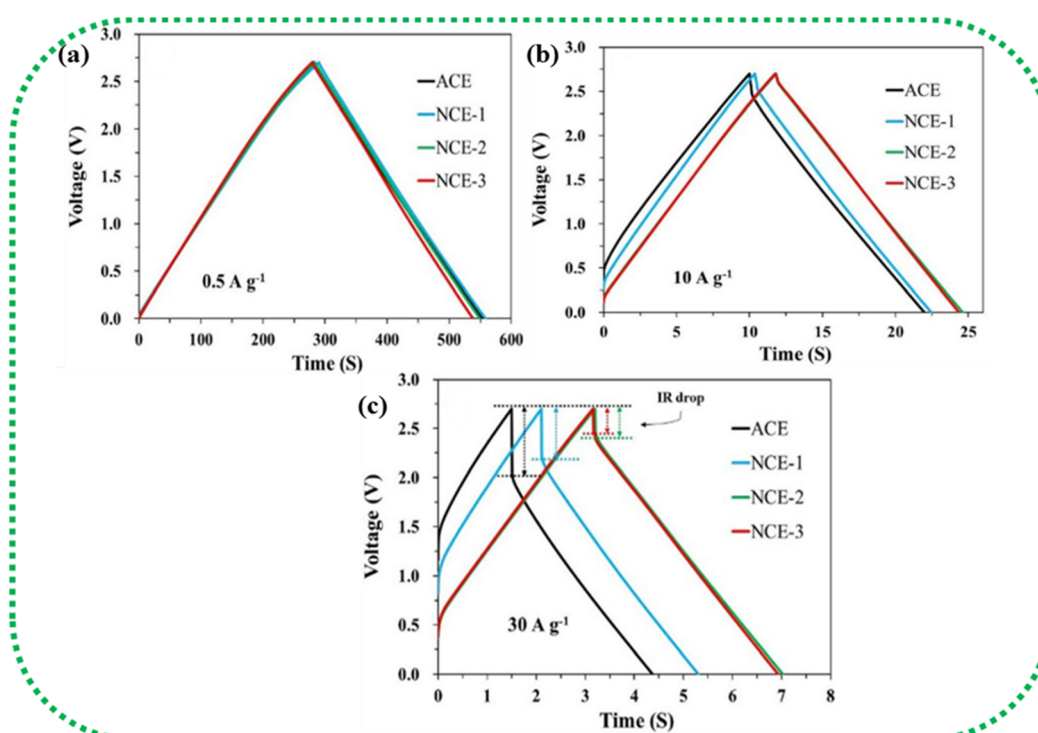 (a)
3.0
2.5
2.0
1.5
1.0
0.5
0.0
Voltage (V)
ACE
NCE-1
NCE-2
NCE-3
0.5 A g⁻¹
0 100 200 300 400 500 600
Time (S)
(b)
3.0
2.5
2.0
1.5
1.0
0.5
0.0
Voltage (V)
ACE
NCE-1
NCE-2
NCE-3
10 A g⁻¹
0 5 10 15 20 25
Time (S)
(c)
3.0
2.5
2.0
1.5
1.0
0.5
0.0
Voltage (V)
IR drop
ACE
NCE-1
NCE-2
NCE-3
30 A g⁻¹
0 1 2 3 4 5 6 7 8
Time (S)